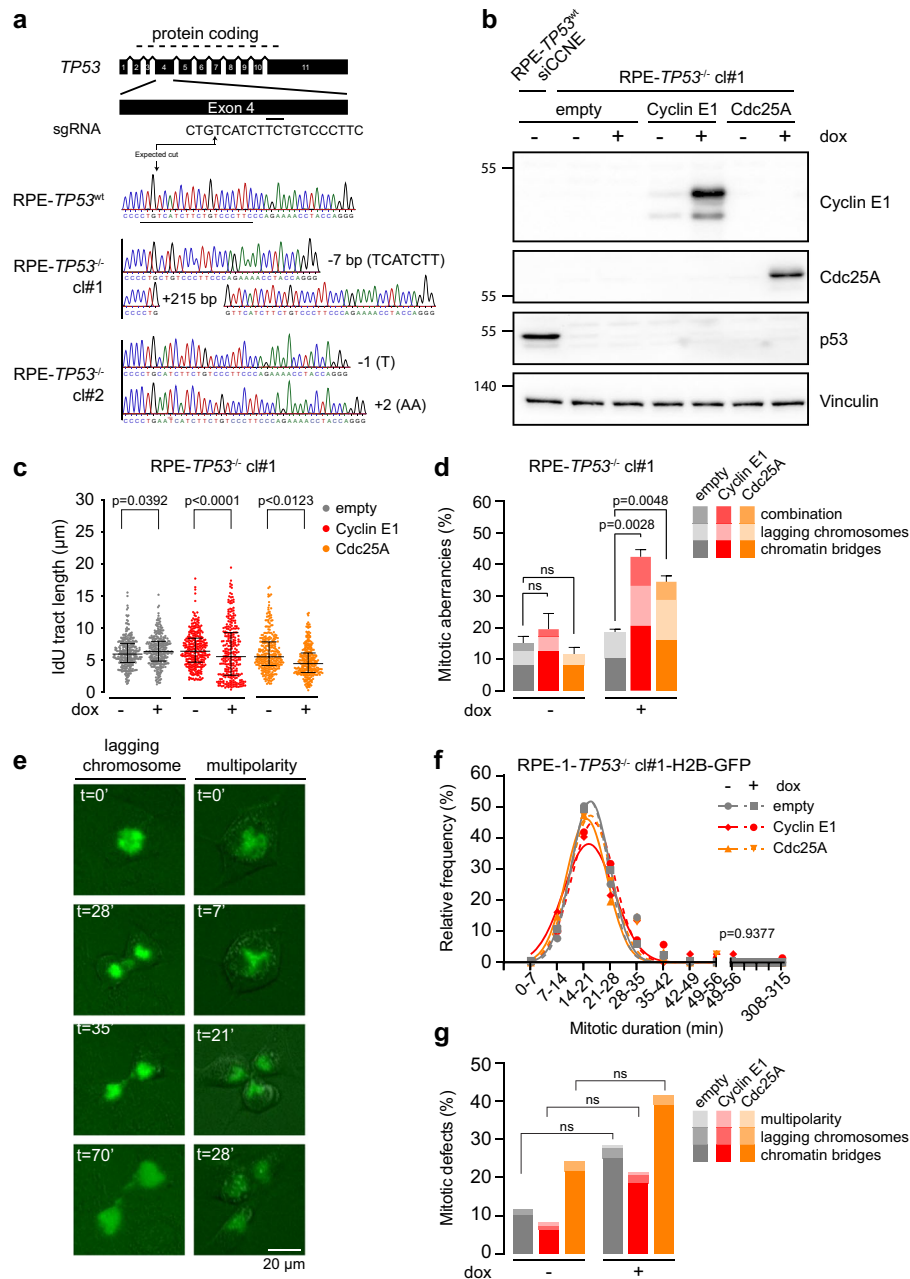 a
protein coding
TP53
1 2 3 4 5 6 7 8 9 10 11
Exon 4
sgRNA
CTGTCATCTTCTGTCCCTTC
Expected cut
RPE-TP53wt
CCCCTGTCATCTTCTGTCCCTTCCCAGAAAACCTACCAGGG
RPE-TP53-/- cl#1
-7 bp (TCATCTT)
CCCCTGCTGTCCCTTCCCAGAAAACCTACCAGGG
+215 bp
CCCCTG
GTTCATCTTCTGTCCCTTCCCAGAAAACCTACCAGGG
RPE-TP53-/- cl#2
-1 (T)
CCCCTGCATCTTCTGTCCCTTCCCAGAAAACCTACCAGGG
+2 (AA)
CCCCTGAATCATCTTCTGTCCCTTCCCAGAAAACCTACCAGGG
b
RPE-TP53wt
siCCNE
RPE-TP53-/- cl#1
empty
Cyclin E1
Cdc25A
- - + - + - + dox
55
Cyclin E1
Cdc25A
55
55
p53
140
Vinculin
c
RPE-TP53-/- cl#1
p=0.0392
p<0.0001
p<0.0123
empty
Cyclin E1
Cdc25A
IdU tract length (µm)
30
25
20
15
10
5
0
dox - + - + - +
d
RPE-TP53-/- cl#1
empty
Cyclin E1
Cdc25A
combination
lagging chromosomes
chromatin bridges
Mitotic aberrancies (%)
60
50
40
30
20
10
0
ns
ns
p=0.0048
p=0.0028
dox - +
e
lagging chromosome
multipolarity
t=0'
t=0'
t=28'
t=7'
t=35'
t=21'
t=70'
t=28'
20 µm
f
RPE-1-TP53-/- cl#1-H2B-GFP
- + dox
empty
Cyclin E1
Cdc25A
Relative frequency (%)
60
50
40
30
20
10
0
p=0.9377
0-7
7-14
14-21
21-28
28-35
35-42
42-49
49-56
49-56
308-315
Mitotic duration (min)
g
empty
Cyclin E1
Cdc25A
multipolarity
lagging chromosomes
chromatin bridges
Mitotic defects (%)
50
40
30
20
10
0
ns
ns
ns
dox - +